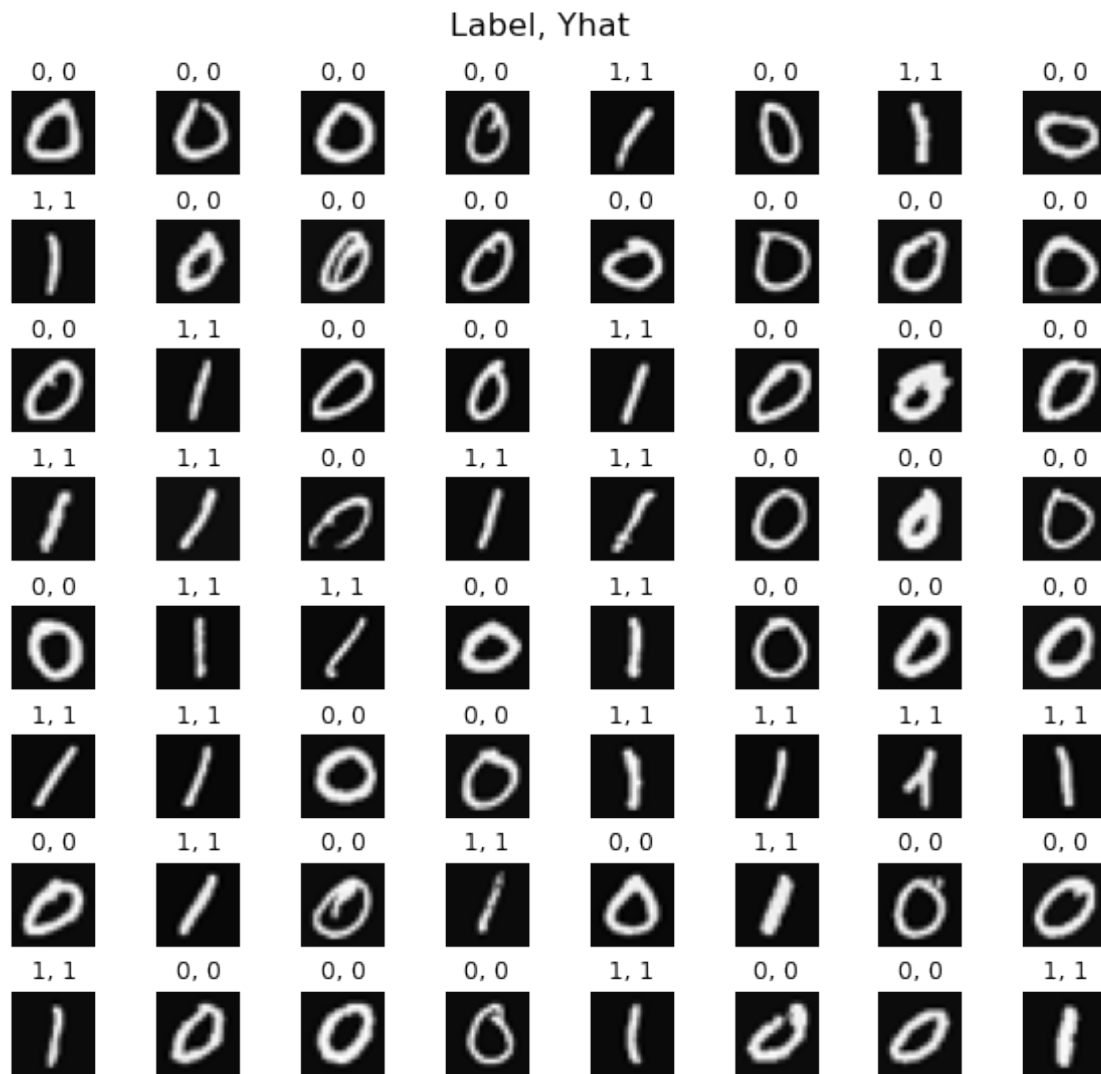 Label, Yhat
0, 0 0, 0 0, 0 0, 0 1, 1 0, 0 1, 1 0, 0
1, 1 0, 0 0, 0 0, 0 0, 0 0, 0 0, 0 0, 0
0, 0 1, 1 0, 0 0, 0 1, 1 0, 0 0, 0 0, 0
1, 1 1, 1 0, 0 1, 1 1, 1 0, 0 0, 0 0, 0
0, 0 1, 1 1, 1 0, 0 1, 1 0, 0 0, 0 0, 0
1, 1 1, 1 0, 0 0, 0 1, 1 1, 1 1, 1 1, 1
0, 0 1, 1 0, 0 1, 1 0, 0 1, 1 0, 0 0, 0
1, 1 0, 0 0, 0 0, 0 1, 1 0, 0 0, 0 1, 1